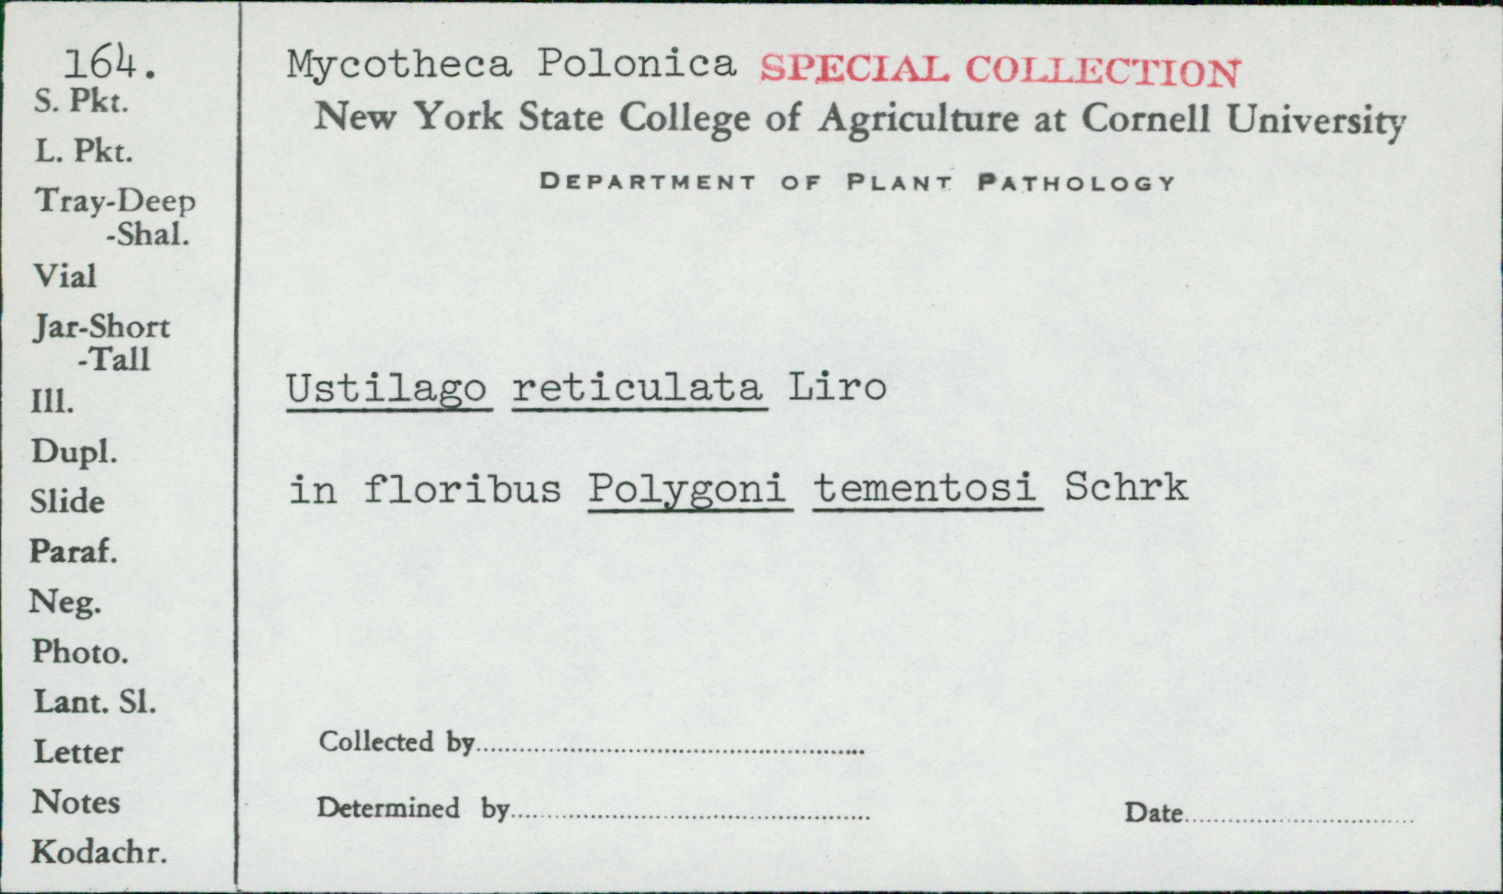 164.
S. Pkt.
L. Pkt.
Tray-Deep
-Shal.
Vial
Jar-Short
-Tall
Ill.
Dupl.
Slide
Paraf.
Neg.
Photo.
Lant. Sl.
Letter
Notes
Kodachr.
Mycotheca Polonica SPECIAL COLLECTION
New York State College of Agriculture at Cornell University
DEPARTMENT OF PLANT PATHOLOGY
Ustilago reticulata Liro
in floribus Polygoni tementosi Schrk
Collected by
Determined by Date